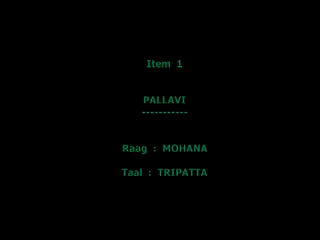 Item 1
PALLAVI
-----------
Raag : MOHANA
Taal : TRIPATTA